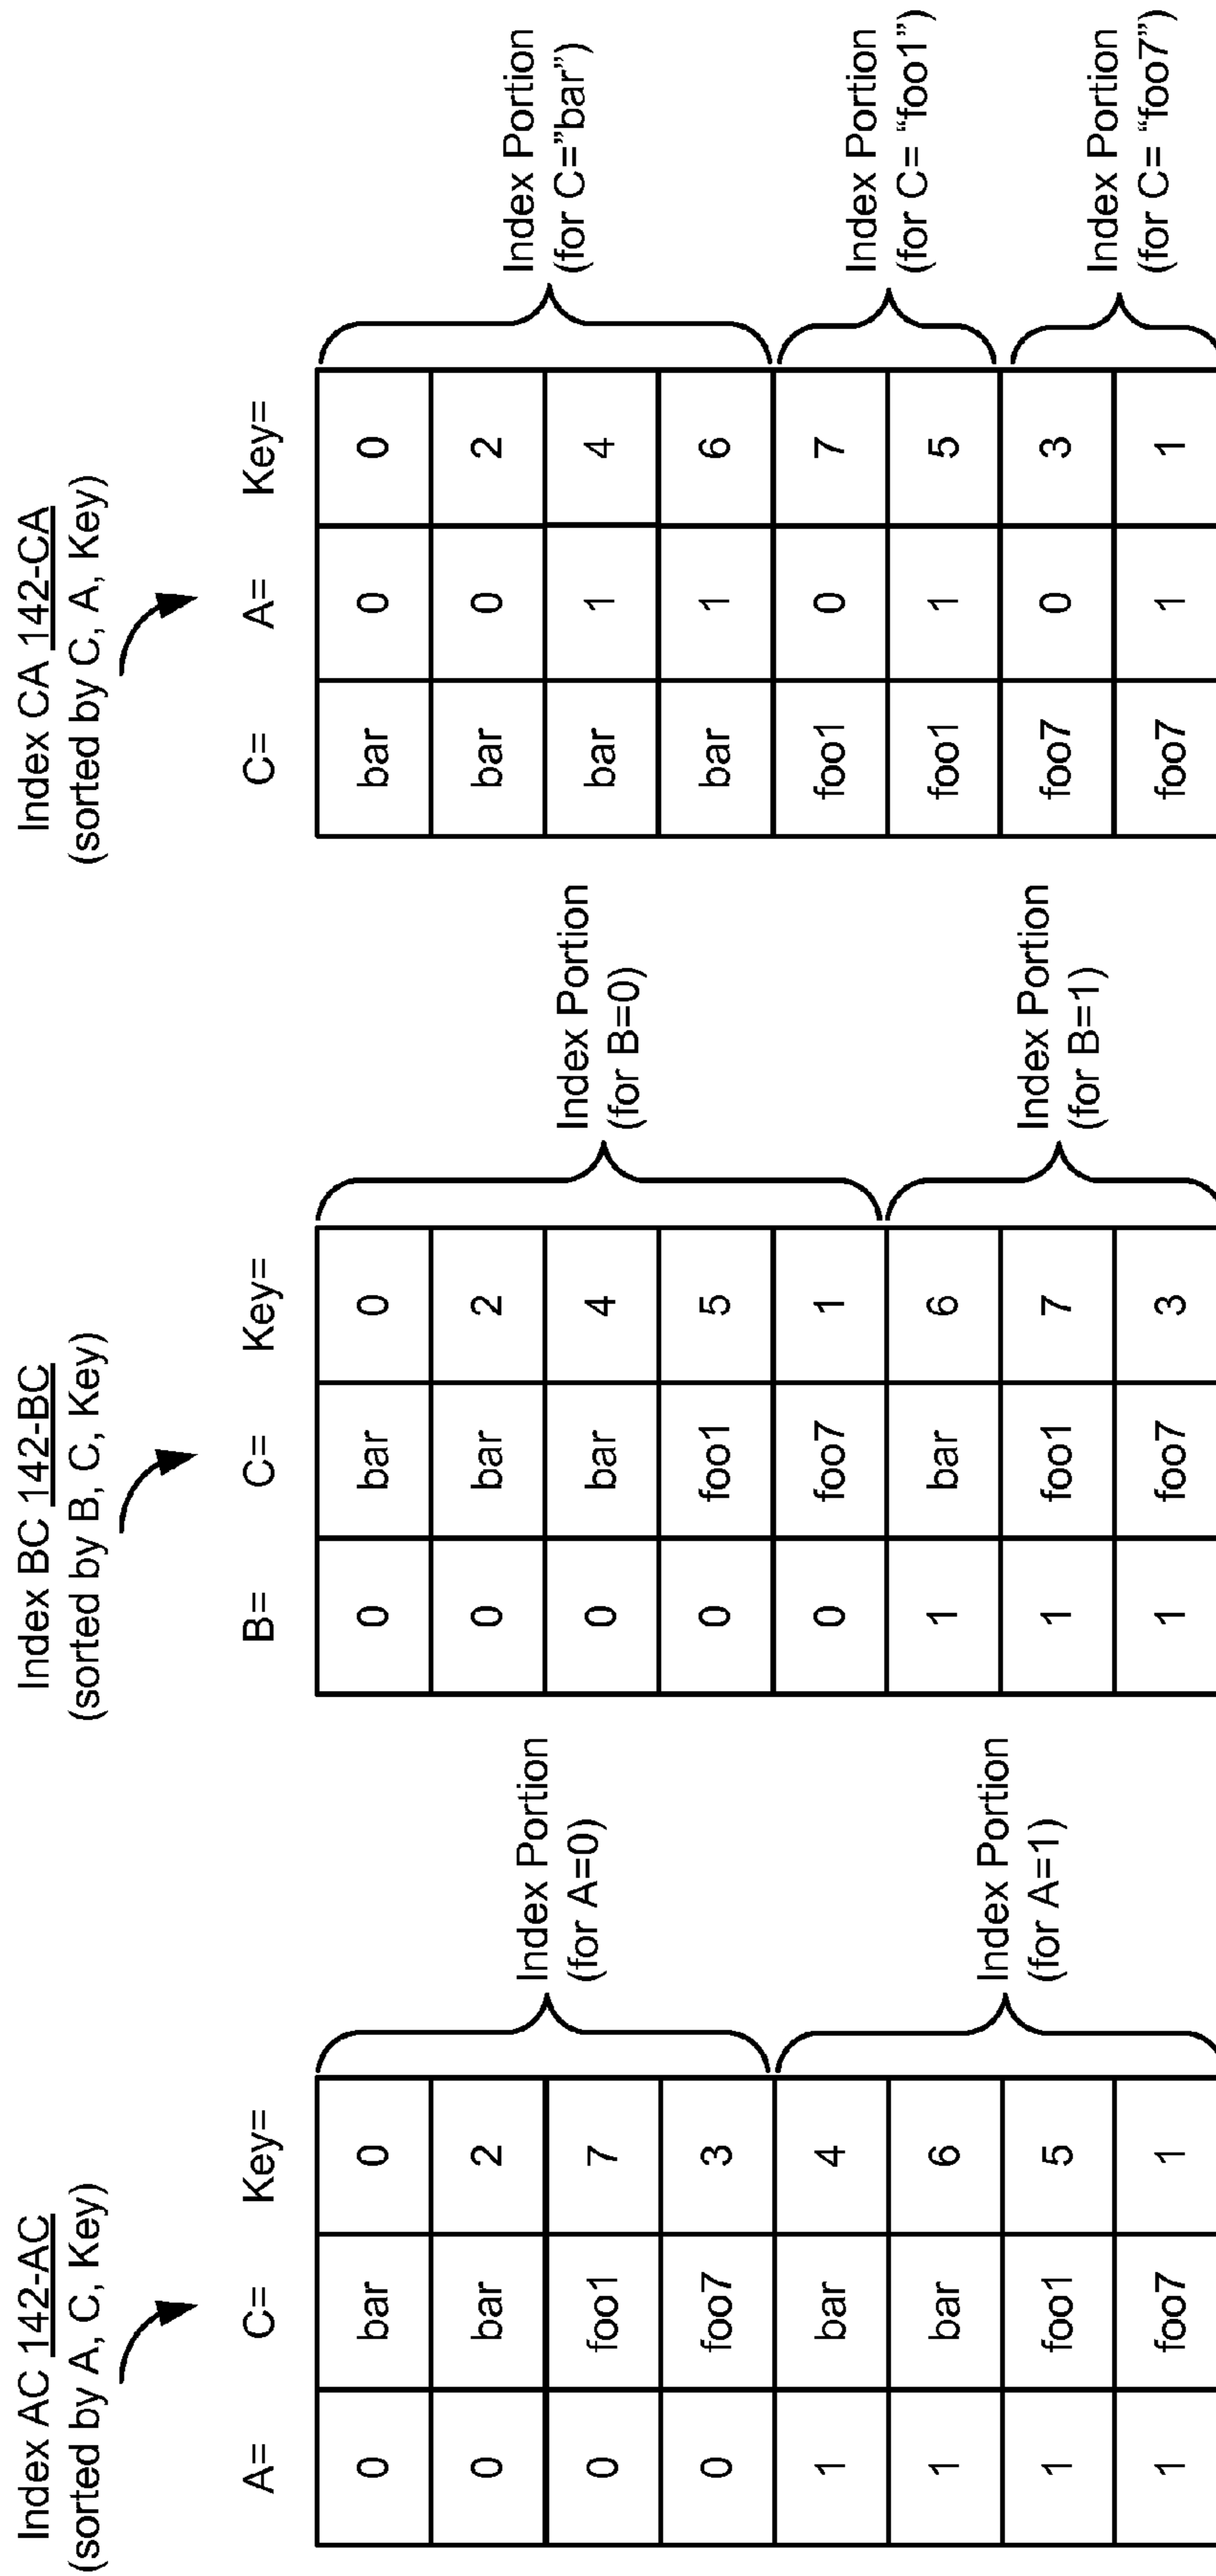 Index AC 142-AC
(sorted by A, C, Key)
A= C= Key=
0 bar 0
0 bar 2
0 foo1 7
0 foo7 3
1 bar 4
1 bar 6
1 foo1 5
1 foo7 1
Index Portion
(for A=0)
Index Portion
(for A=1)
Index BC 142-BC
(sorted by B, C, Key)
B= C= Key=
0 bar 0
0 bar 2
0 bar 4
0 foo1 5
0 foo7 1
1 bar 6
1 foo1 7
1 foo7 3
Index Portion
(for B=0)
Index Portion
(for B=1)
Index CA 142-CA
(sorted by C, A, Key)
C= A= Key=
bar 0 0
bar 0 2
bar 1 4
bar 1 6
foo1 0 7
foo1 1 5
foo7 0 3
foo7 1 1
Index Portion
(for C=”bar”)
Index Portion
(for C= “foo1”)
Index Portion
(for C= “foo7”)